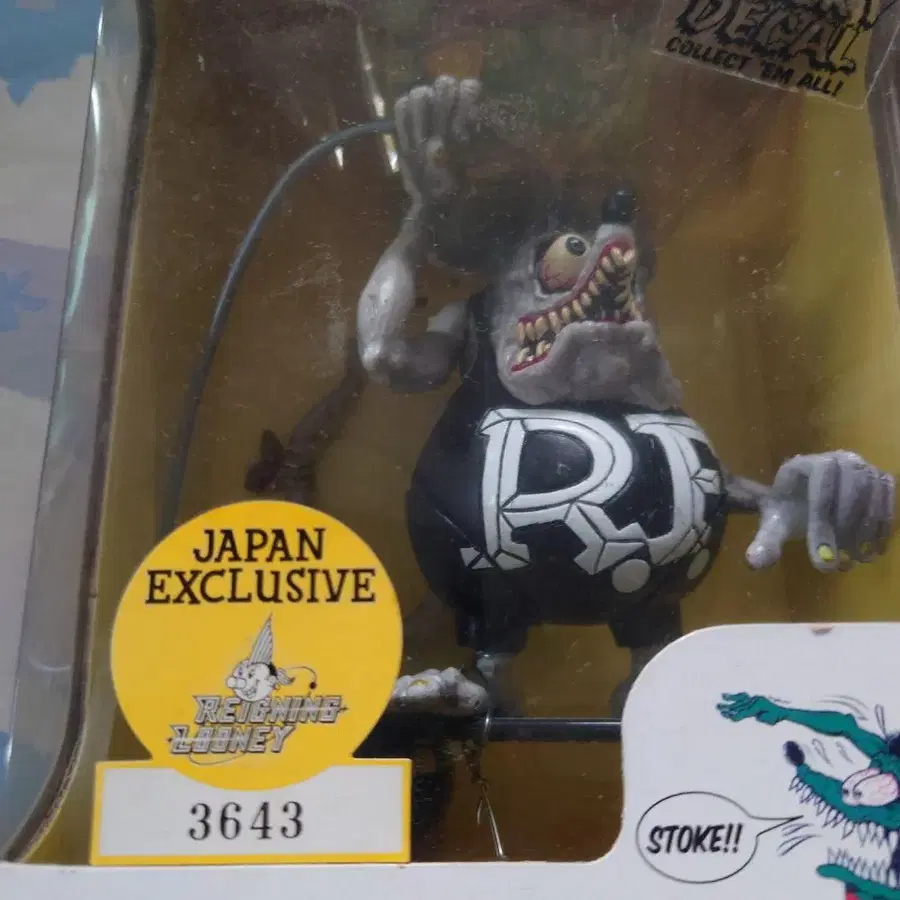 DECAL
COLLECT 'EM ALL!
R.F.
JAPAN
EXCLUSIVE
REIGNING
LOONEY
3643
STOKE!!